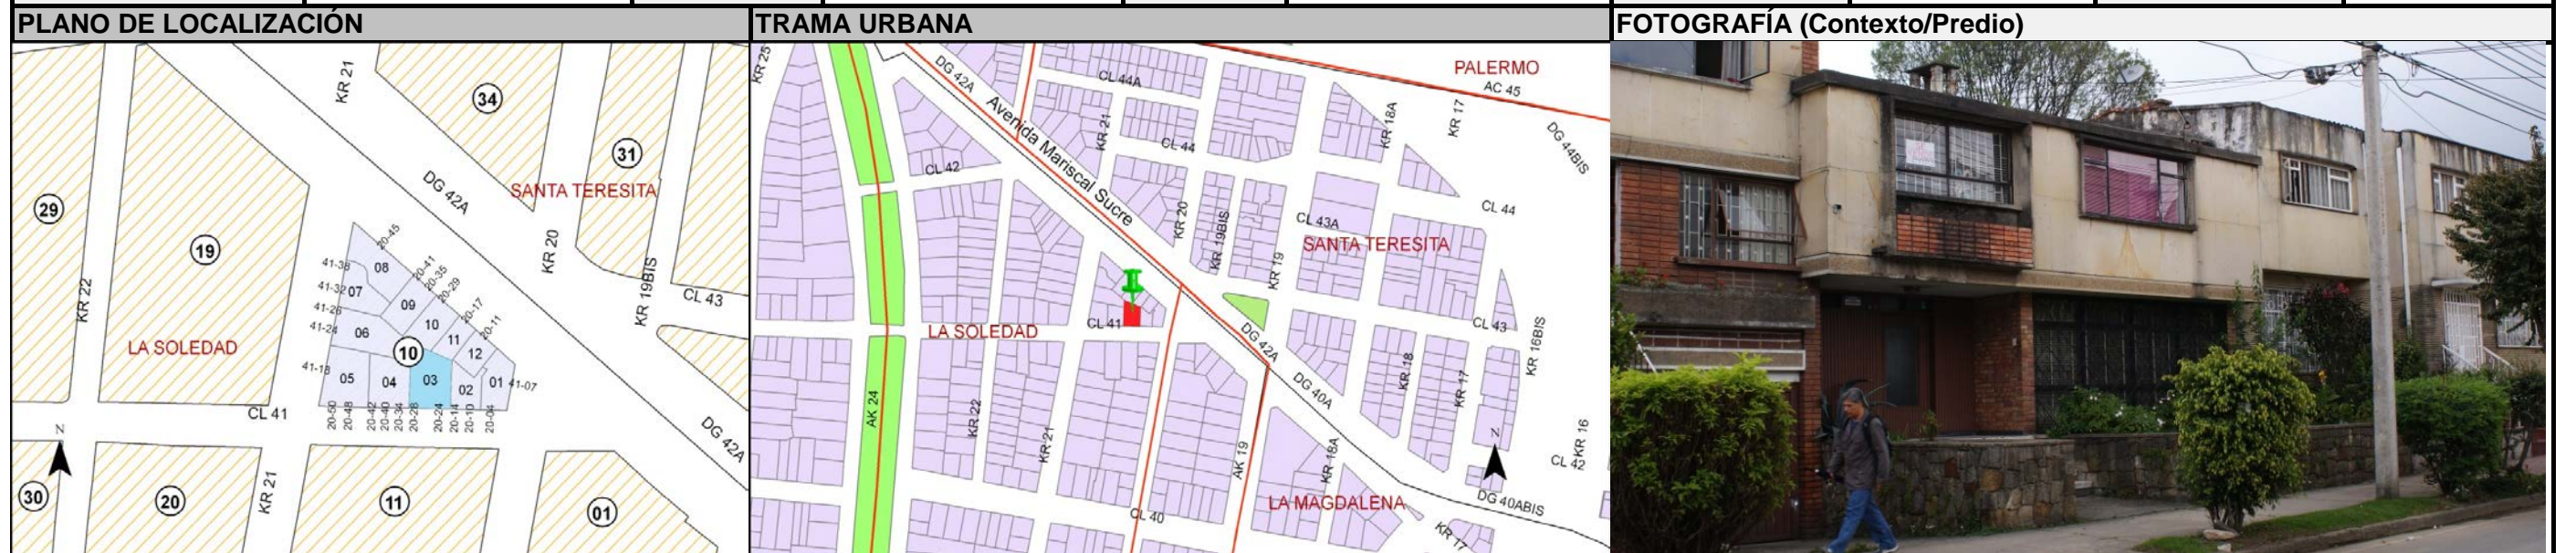 PLANO DE LOCALIZACIÓN
TRAMA URBANA
FOTOGRAFÍA (Contexto/Predio)
KR 21
34
31
DG 42A
SANTA TERESITA
29
19
KR 20
20-45
41-38
08
20-41
20-35
20-29
41-32
07
09
20-17
KR 19BIS
CL 43
KR 22
41-26
10
20-11
41-24
06
11
LA SOLEDAD
10
12
41-18
05
04
03
02
01
41-07
CL 41
20-50
20-48
20-42
20-40
20-34
20-28
20-24
20-14
20-10
20-04
DG 42A
N
30
20
KR 21
11
01
KR 25
DG 42A
CL 44A
PALERMO
AC 45
Avenida Mariscal Sucre
KR 21
KR 18A
KR 17
DG 44BIS
CL 44
CL 42
KR 20
KR 19BIS
CL 43A
CL 44
SANTA TERESITA
KR 19
LA SOLEDAD
CL 41
DG 42A
CL 43
KR 16BIS
KR 18
KR 17
DG 40A
AK 24
KR 22
KR 21
AK 19
KR 18A
N
KR 16
CL 42
LA MAGDALENA
DG 40ABIS
CL 40
KR 17